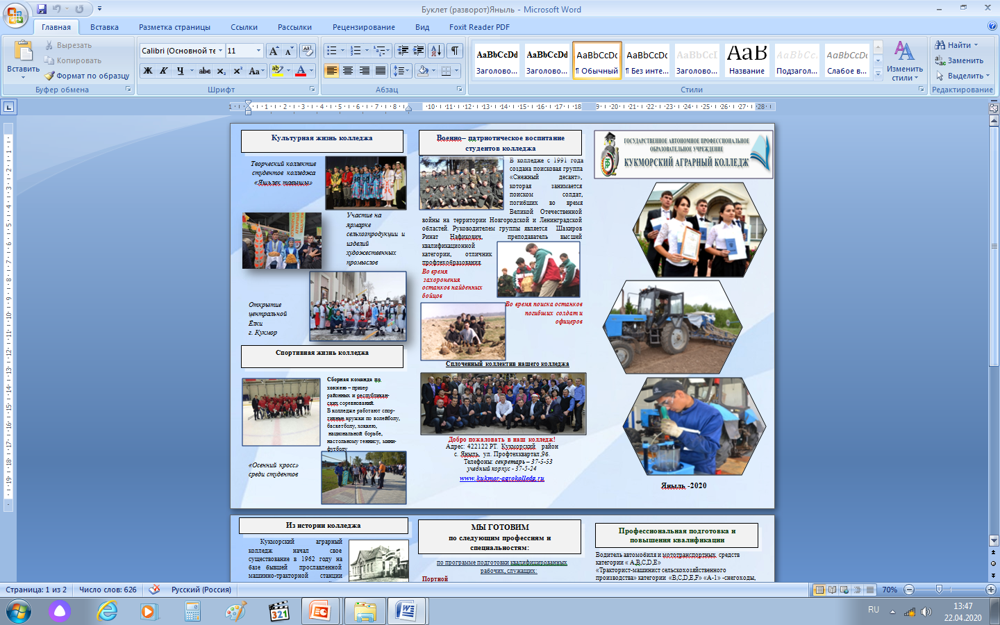 Буклет (разворот)Яныль - Microsoft Word
Главная
Вставка
Разметка страницы
Ссылки
Рассылки
Рецензирование
Вид
Foxit Reader PDF
Вставить
Вырезать
Копировать
Формат по образцу
Буфер обмена
Calibri (Основной те
11
Ж К Ч abc x₂ x² Aa
Шрифт
Абзац
AaBbCcDd AaBbCcDd AaBbCcDc AaBbCcDc AaBbCcI АаВ AaBbCc. AaBbCcDc
Заголово...
Заголово...
¶ Обычный
¶ Без инте...
Заголово...
Название
Подзагол...
Слабое в...
Изменить стили
Стили
Найти
Заменить
Выделить
Редактирование
Культурная жизнь колледжа
Творческий коллектив
студентов колледжа
«Яшьлек тавышы»
Участие на
ярмарке
сельхозпродукции и
изделий
художественных
промыслов
Открытие
центральной
Елки
г. Кукмор
Спортивная жизнь колледжа
Сборная команда по
хоккею – призер
районных и республикан-
ских соревнований.
В колледже работают спор-
тивные кружки по волейболу,
баскетболу, хоккею,
национальной борьбе,
настольному теннису, мини-
футболу
«Осенний кросс»
среди студентов
Военно– патриотическое воспитание
студентов колледжа
В колледже с 1991 года
создана поисковая группа
«Снежный десант»,
которая занимается
поиском солдат,
погибших во время
Великой Отечественной
войны на территории Новгородской и Ленинградской
областей. Руководителем группы является Шакиров
Ринат Нафикович, преподаватель высшей
квалификационной
категории, отличник
профтехобразования
Во время
захоронения
останков найденных
бойцов
Во время поиска останков
погибших солдат и
офицеров
Сплоченный коллектив нашего колледжа
Добро пожаловать в наш колледж!
Адрес: 422122 РТ. Кукморский район
с. Яныль, ул. Профтехквартал ,9б.
Телефоны: секретарь – 37-5-53
учебный корпус - 37-5-24
www.kukmor-agrokolledg.ru
ГОСУДАРСТВЕННОЕ АВТОНОМНОЕ ПРОФЕССИОНАЛЬНОЕ
ОБРАЗОВАТЕЛЬНОЕ УЧРЕЖДЕНИЕ
КУКМОРСКИЙ АГРАРНЫЙ КОЛЛЕДЖ
Яныль -2020
Из истории колледжа
Кукморский аграрный
колледж начал свое
существование в 1962 году на
базе бывшей прославленной
машинно-тракторной станции
МЫ ГОТОВИМ
по следующим профессиям и
специальностям:
по программе подготовки квалифицированных
рабочих, служащих:
Портной
Профессиональная подготовка и
повышения квалификации
Водитель автомобиля и мототранспортных средств
категории « A,B,C,D,E»
«Тракторист-машинист сельскохозяйственного
производства» категории «B,C,D,E,F» «A-1» -снегоходы,
Страница: 1 из 2
Число слов: 626
Русский (Россия)
70%
321
RU
13:47
22.04.2020